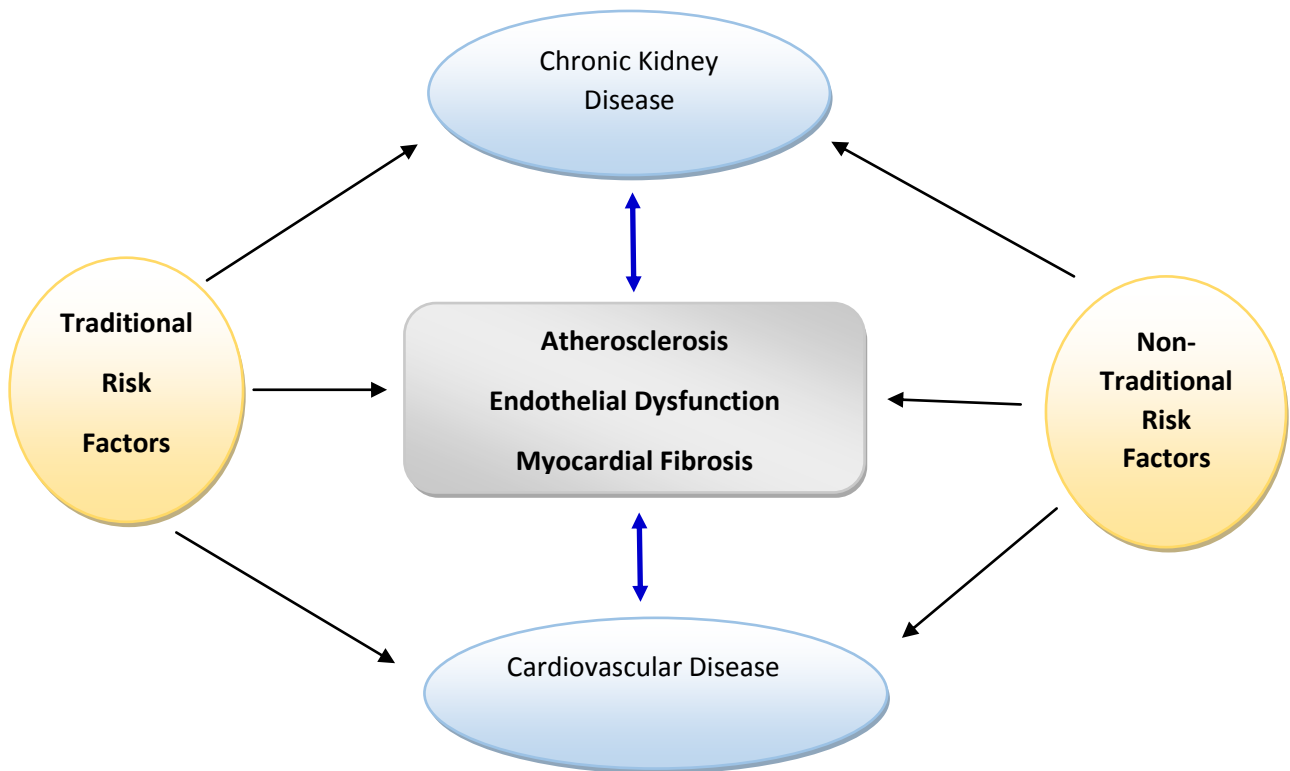 Chronic Kidney
Disease
Traditional
Risk
Factors
Atherosclerosis
Endothelial Dysfunction
Myocardial Fibrosis
Non-
Traditional
Risk
Factors
Cardiovascular Disease